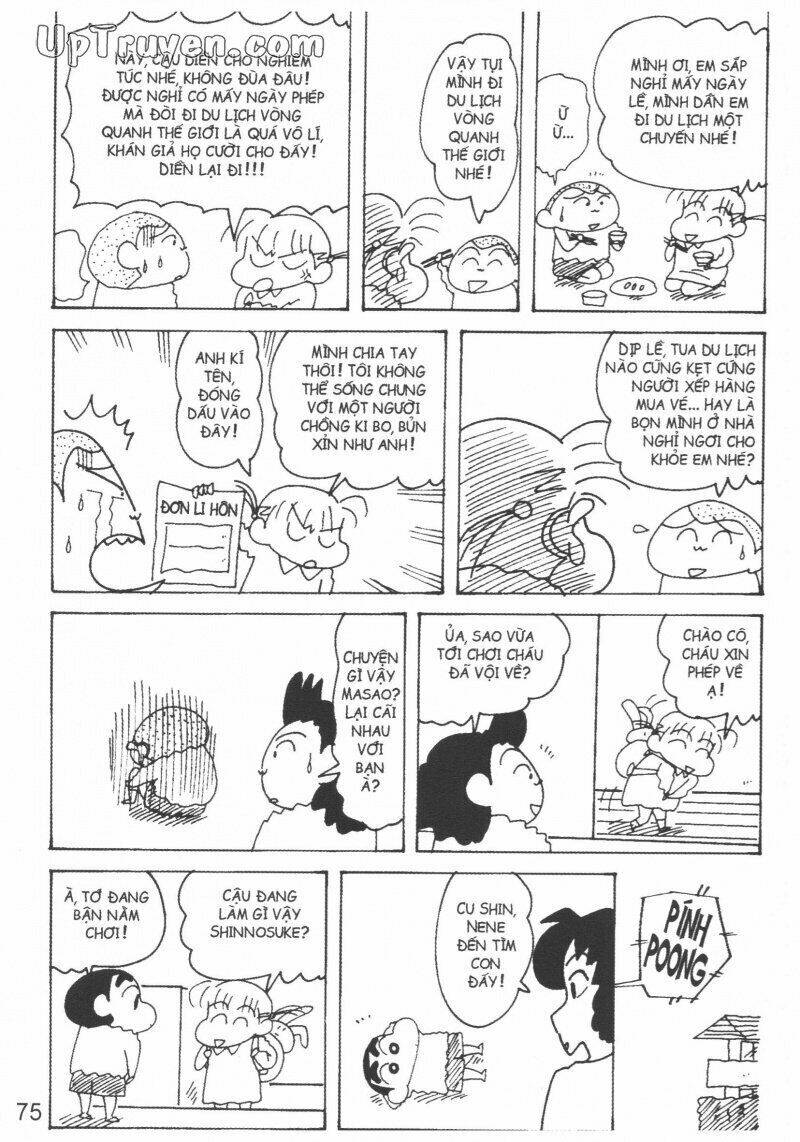 UpTruyen.com
MÌNH ƠI, EM SẮP
NGHỈ MẤY NGÀY
LỄ, MÌNH DẪN EM
ĐI DU LỊCH MỘT
CHUYẾN NHÉ!
Ừ
Ừ...
VẬY TỤI
MÌNH ĐI
DU LỊCH
VÒNG
QUANH
THẾ GIỚI
NHÉ!
NÀY, CẬU DIỄN CHO NGHIÊM
TÚC NHÉ, KHÔNG ĐÙA ĐÂU!
ĐƯỢC NGHỈ CÓ MẤY NGÀY PHÉP
MÀ ĐÒI ĐI DU LỊCH VÒNG
QUANH THẾ GIỚI LÀ QUÁ VÔ LÍ,
KHÁN GIẢ HỌ CƯỜI CHO ĐẤY!
DIỄN LẠI ĐI!!!
DỊP LỄ, TUA DU LỊCH
NÀO CŨNG KẸT CỨNG
NGƯỜI XẾP HÀNG
MUA VÉ... HAY LÀ
BỌN MÌNH Ở NHÀ
NGHỈ NGƠI CHO
KHỎE EM NHÉ?
MÌNH CHIA TAY
THÔI! TÔI KHÔNG
THỂ SỐNG CHUNG
VỚI MỘT NGƯỜI
CHỒNG KI BO, BỦN
XỈN NHƯ ANH!
ANH KÍ
TÊN,
ĐÓNG
DẤU VÀO
ĐÂY!
ĐƠN LI HÔN
CHÀO CÔ,
CHÁU XIN
PHÉP VỀ
Ạ!
ỦA, SAO VỪA
TỚI CHƠI CHÁU
ĐÃ VỘI VỀ?
CHUYỆN
GÌ VẬY
MASAO?
LẠI CÃI
NHAU
VỚI
BẠN
À?
PÍNH
POONG
CU SHIN,
NENE
ĐẾN TÌM
CON
ĐẤY!
CẬU ĐANG
LÀM GÌ VẬY
SHINNOSUKE?
À, TỚ ĐANG
BẬN NẰM
CHƠI!
75